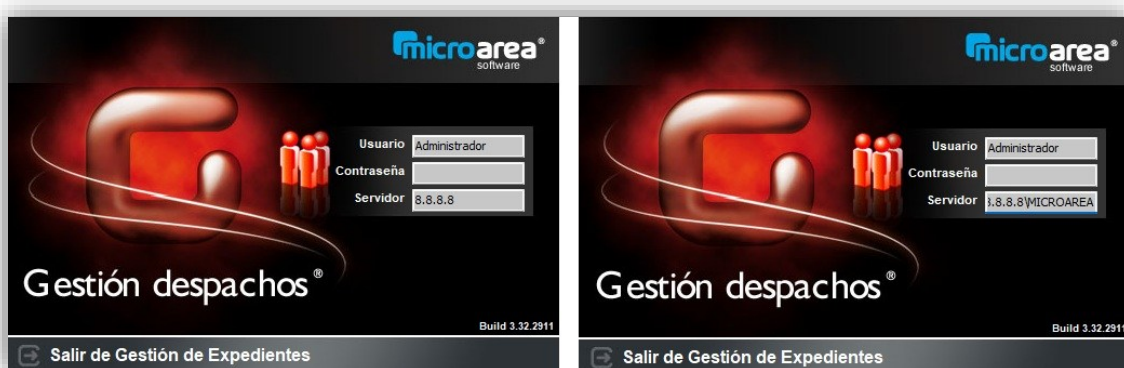 microarea®
software
Usuario Administrador
Contraseña
Servidor 8.8.8.8
Gestión despachos®
Build 3.32.2911
Salir de Gestión de Expedientes
microarea®
software
Usuario Administrador
Contraseña
Servidor 8.8.8.8\MICROAREA
Gestión despachos®
Build 3.32.2911
Salir de Gestión de Expedientes